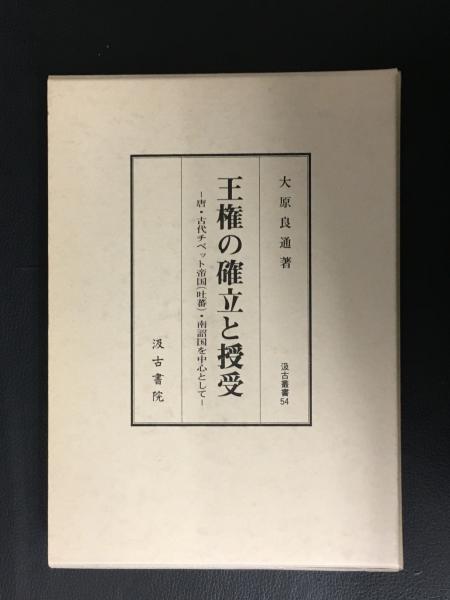 大原良通著
汲古叢書
54
王権の確立と授受
−唐・古代チベット帝国(吐蕃)・南詔国を中心として−
汲古書院